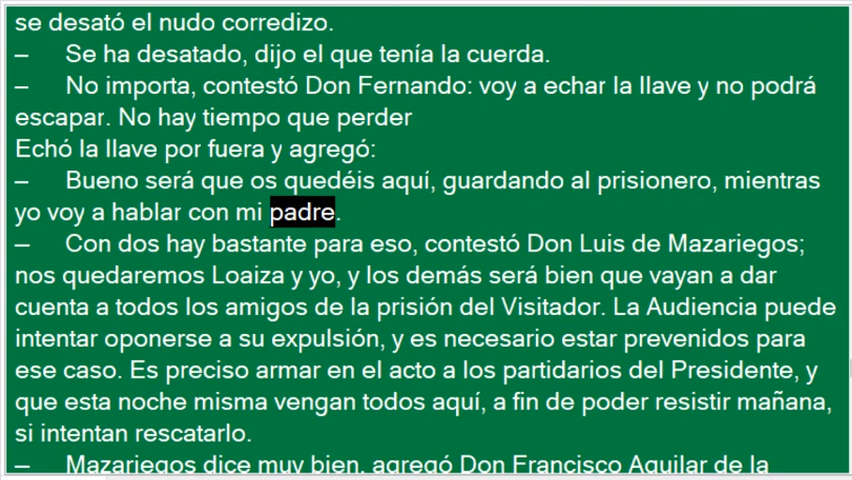 se desató el nudo corredizo.
– Se ha desatado, dijo el que tenía la cuerda.
– No importa, contestó Don Fernando: voy a echar la llave y no podrá
escapar. No hay tiempo que perder
Echó la llave por fuera y agregó:
– Bueno será que os quedéis aquí, guardando al prisionero, mientras
yo voy a hablar con mi padre.
– Con dos hay bastante para eso, contestó Don Luis de Mazariegos;
nos quedaremos Loaiza y yo, y los demás será bien que vayan a dar
cuenta a todos los amigos de la prisión del Visitador. La Audiencia puede
intentar oponerse a su expulsión, y es necesario estar prevenidos para
ese caso. Es preciso armar en el acto a los partidarios del Presidente, y
que esta noche misma vengan todos aquí, a fin de poder resistir mañana,
si intentan rescatarlo.
– Mazariegos dice muy bien, agregó Don Francisco Aguilar de la